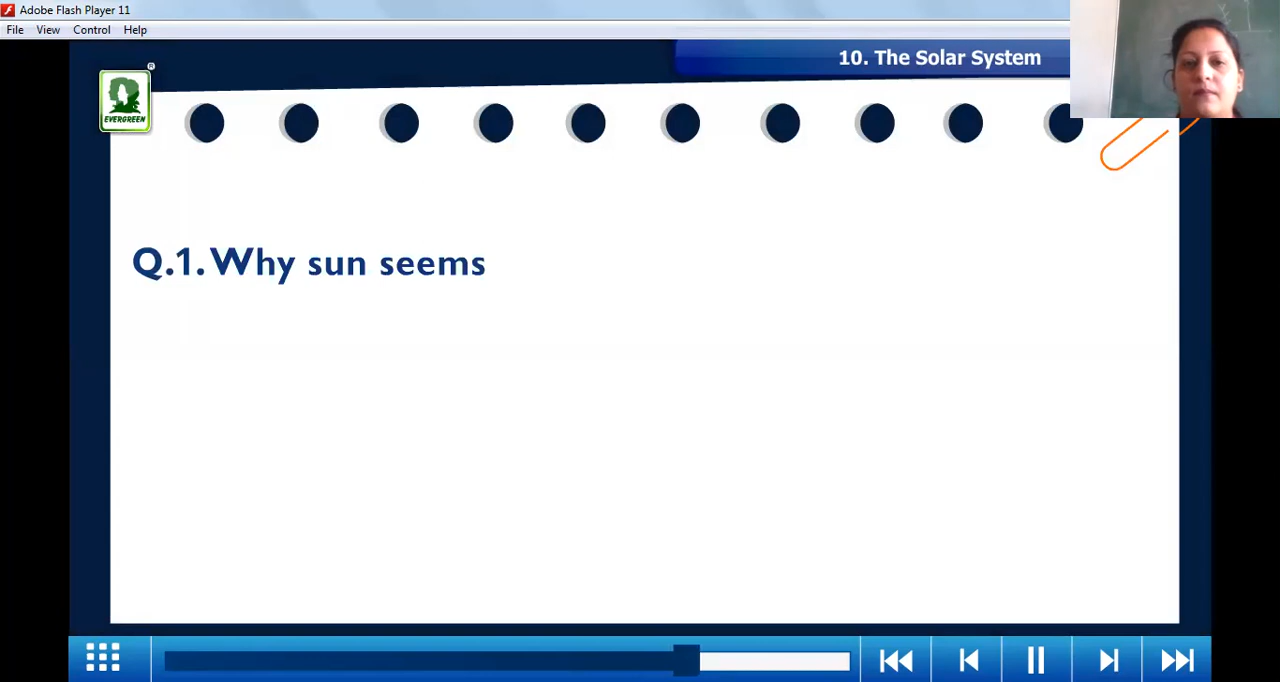 Adobe Flash Player 11
File View Control Help
10. The Solar System
®
EVERGREEN
Q.1. Why sun seems